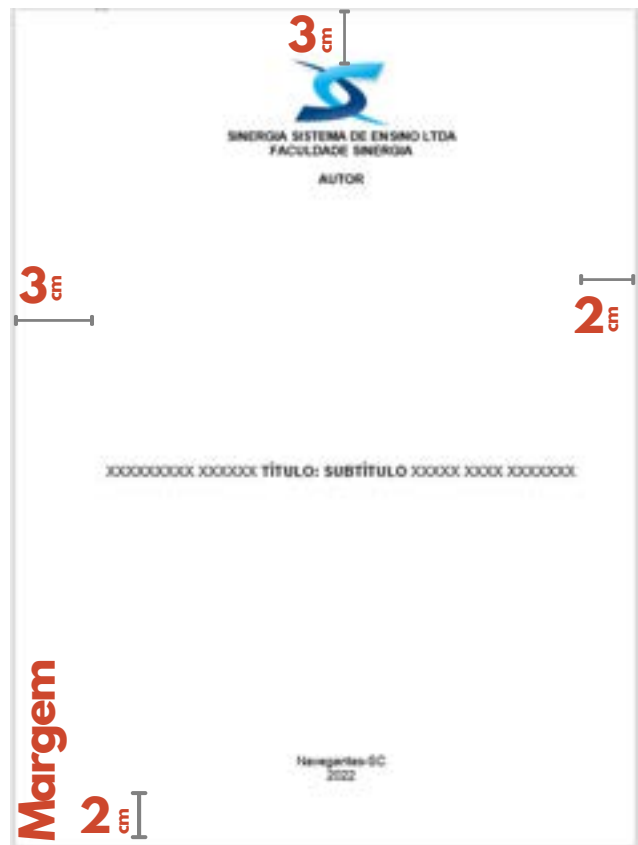 3 cm
SINERGIA SISTEMA DE ENSINO LTDA
FACULDADE SINERGIA
AUTOR
3 cm
2 cm
XXXXXXXXX XXXXXX TÍTULO: SUBTÍTULO XXXXX XXXX XXXXXXX
Margem
Navegantes-SC
2022
2 cm